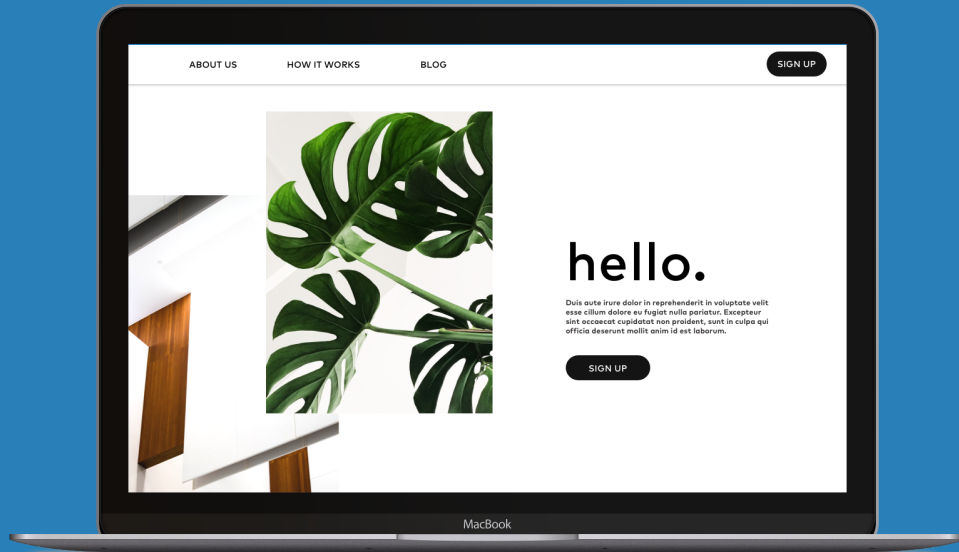 ABOUT US
HOW IT WORKS
BLOG
SIGN UP
hello.
Duis aute irure dolor in reprehenderit in voluptate velit
esse cillum dolore eu fugiat nulla pariatur. Excepteur
sint occaecat cupidatat non proident, sunt in culpa qui
officia deserunt mollit anim id est laborum.
SIGN UP
MacBook